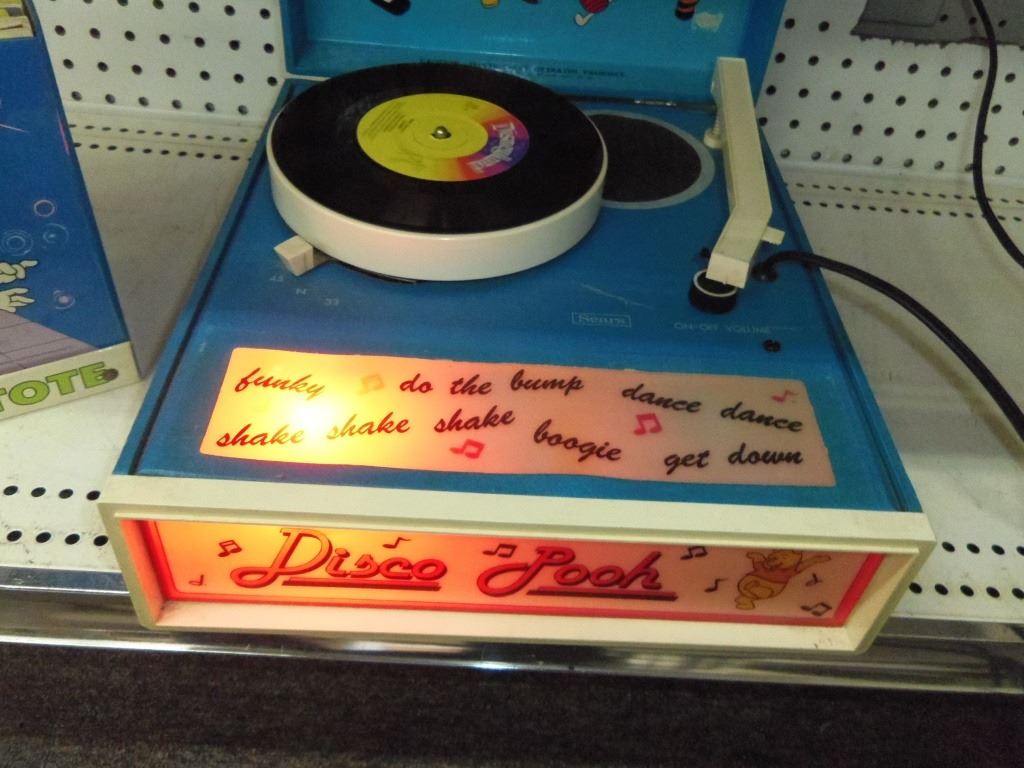 Disneyland
45 N 33
Sears
ON-OFF VOLUME
funky do the bump dance dance
shake shake shake boogie get down
Disco Pooh
TOTE